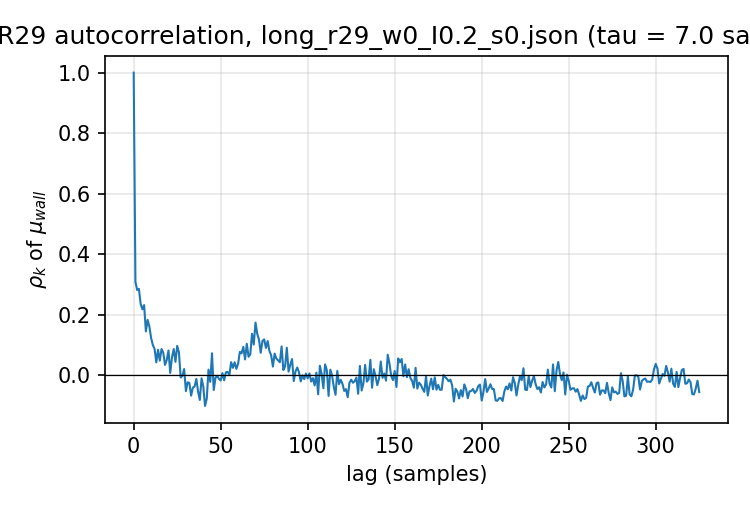 R29 autocorrelation, long_r29_w0_I0.2_s0.json (tau = 7.0 sa
1.0
0.8
0.6
0.4
0.2
0.0
ρk of μwall
0 50 100 150 200 250 300
lag (samples)